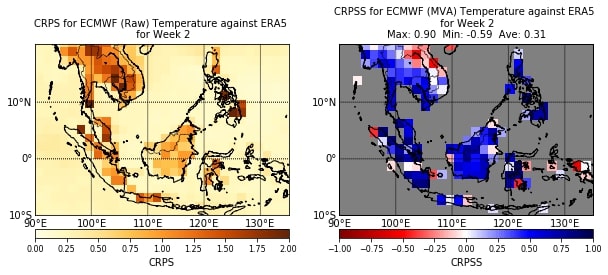 CRPS for ECMWF (Raw) Temperature against ERA5
for Week 2
10°N
0°
10°S
90°E 100°E 110°E 120°E 130°E
0.00 0.25 0.50 0.75 1.00 1.25 1.50 1.75 2.00
CRPS
CRPSS for ECMWF (MVA) Temperature against ERA5
for Week 2
Max: 0.90 Min: -0.59 Ave: 0.31
10°N
0°
10°S
90°E 100°E 110°E 120°E 130°E
−1.00 −0.75 −0.50 −0.25 0.00 0.25 0.50 0.75 1.00
CRPSS